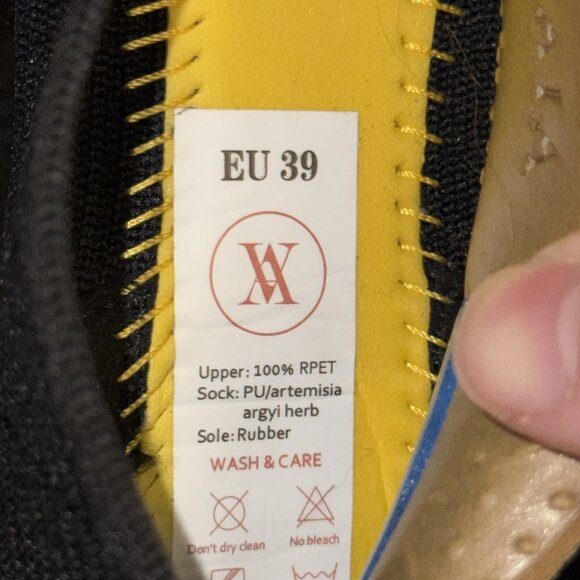 EU 39
Upper: 100% RPET
Sock: PU/artemisia
argyi herb
Sole: Rubber
WASH & CARE
Don't dry clean
No bleach